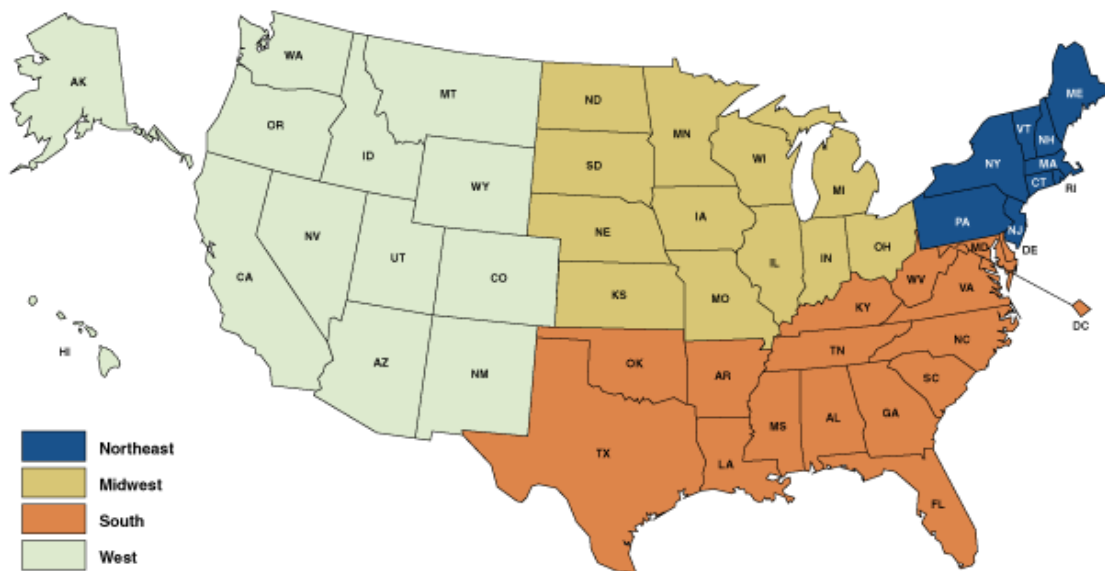 AK
WA
MT
ND
MN
ME
OR
ID
SD
WI
VT
NH
NY
MA
CT
RI
WY
MI
IA
PA
NJ
NV
NE
OH
DE
UT
IL
IN
MD
CA
CO
WV
VA
KS
MO
KY
DC
HI
NC
TN
AZ
OK
AR
NM
SC
MS
AL
GA
TX
LA
FL
Northeast
Midwest
South
West